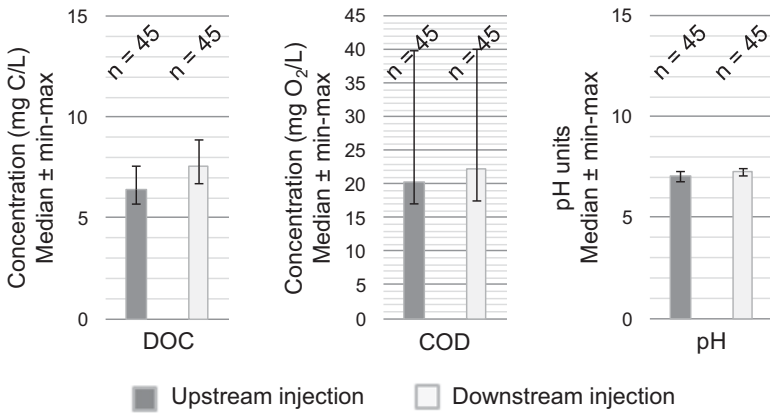 Concentration (mg C/L)
Median ± min-max
15
10
5
0
n = 45
n = 45
DOC
Concentration (mg O₂/L)
Median ± min-max
45
40
35
30
25
20
15
10
5
0
n = 45
n = 45
COD
pH units
Median ± min-max
15
10
5
0
n = 45
n = 45
pH
Upstream injection
Downstream injection